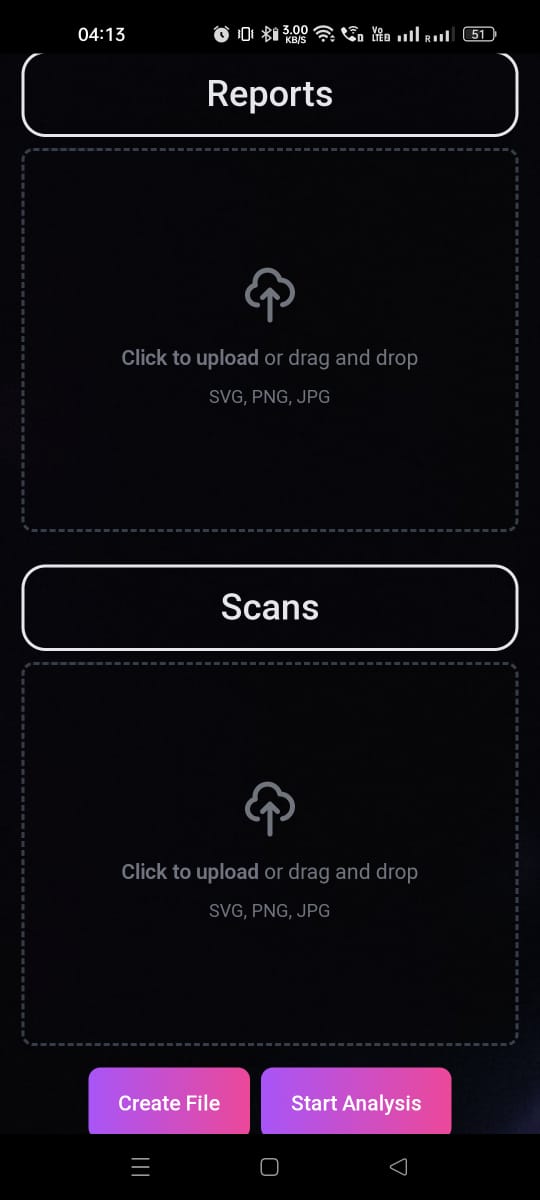 04:13
3.00
KB/S
Vo
LTE
R
51
Reports
Click to upload or drag and drop
SVG, PNG, JPG
Scans
Click to upload or drag and drop
SVG, PNG, JPG
Create File
Start Analysis